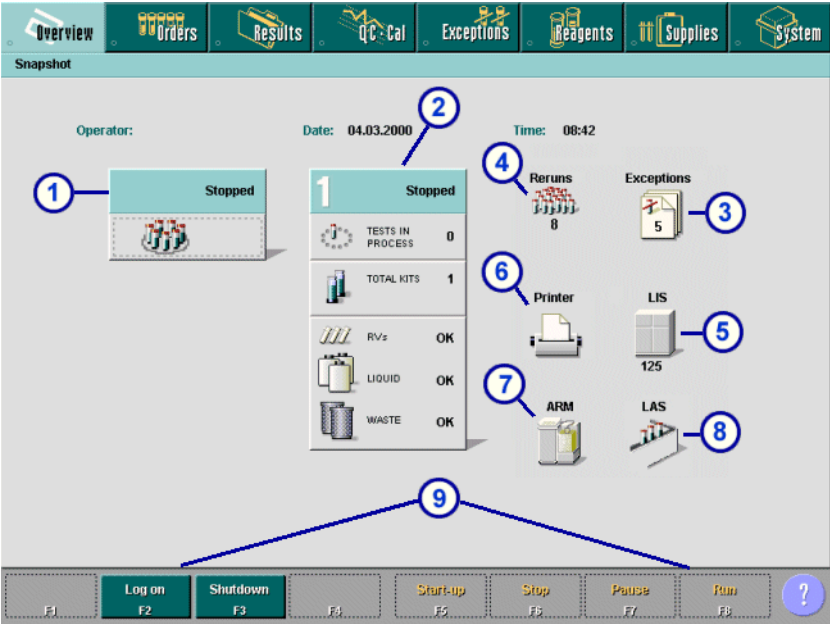 Overview Orders Results QC-Cal Exceptions Reagents Supplies System
Snapshot
2
Operator: Date: 04.03.2000 Time: 08:42
1 Stopped
1 Stopped
4 Reruns Exceptions
8 5 3
TESTS IN PROCESS 0
TOTAL KITS 1
6 Printer LIS
5
125
RVs OK
LIQUID OK
WASTE OK
7 ARM LAS
8
9
Log on Shutdown Start-up Stop Pause Run
F1 F2 F3 F4 F5 F6 F7 F8 ?